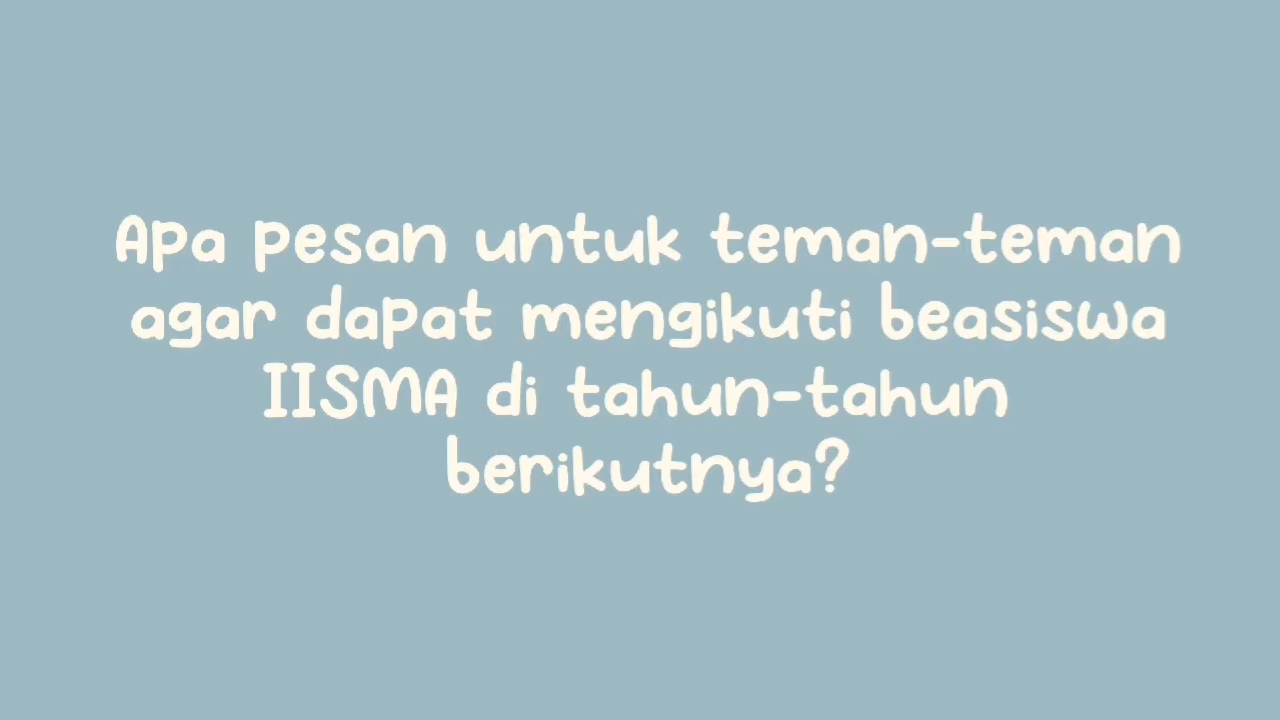 Apa pesan untuk teman-teman
agar dapat mengikuti beasiswa
IISMA di tahun-tahun
berikutnya?